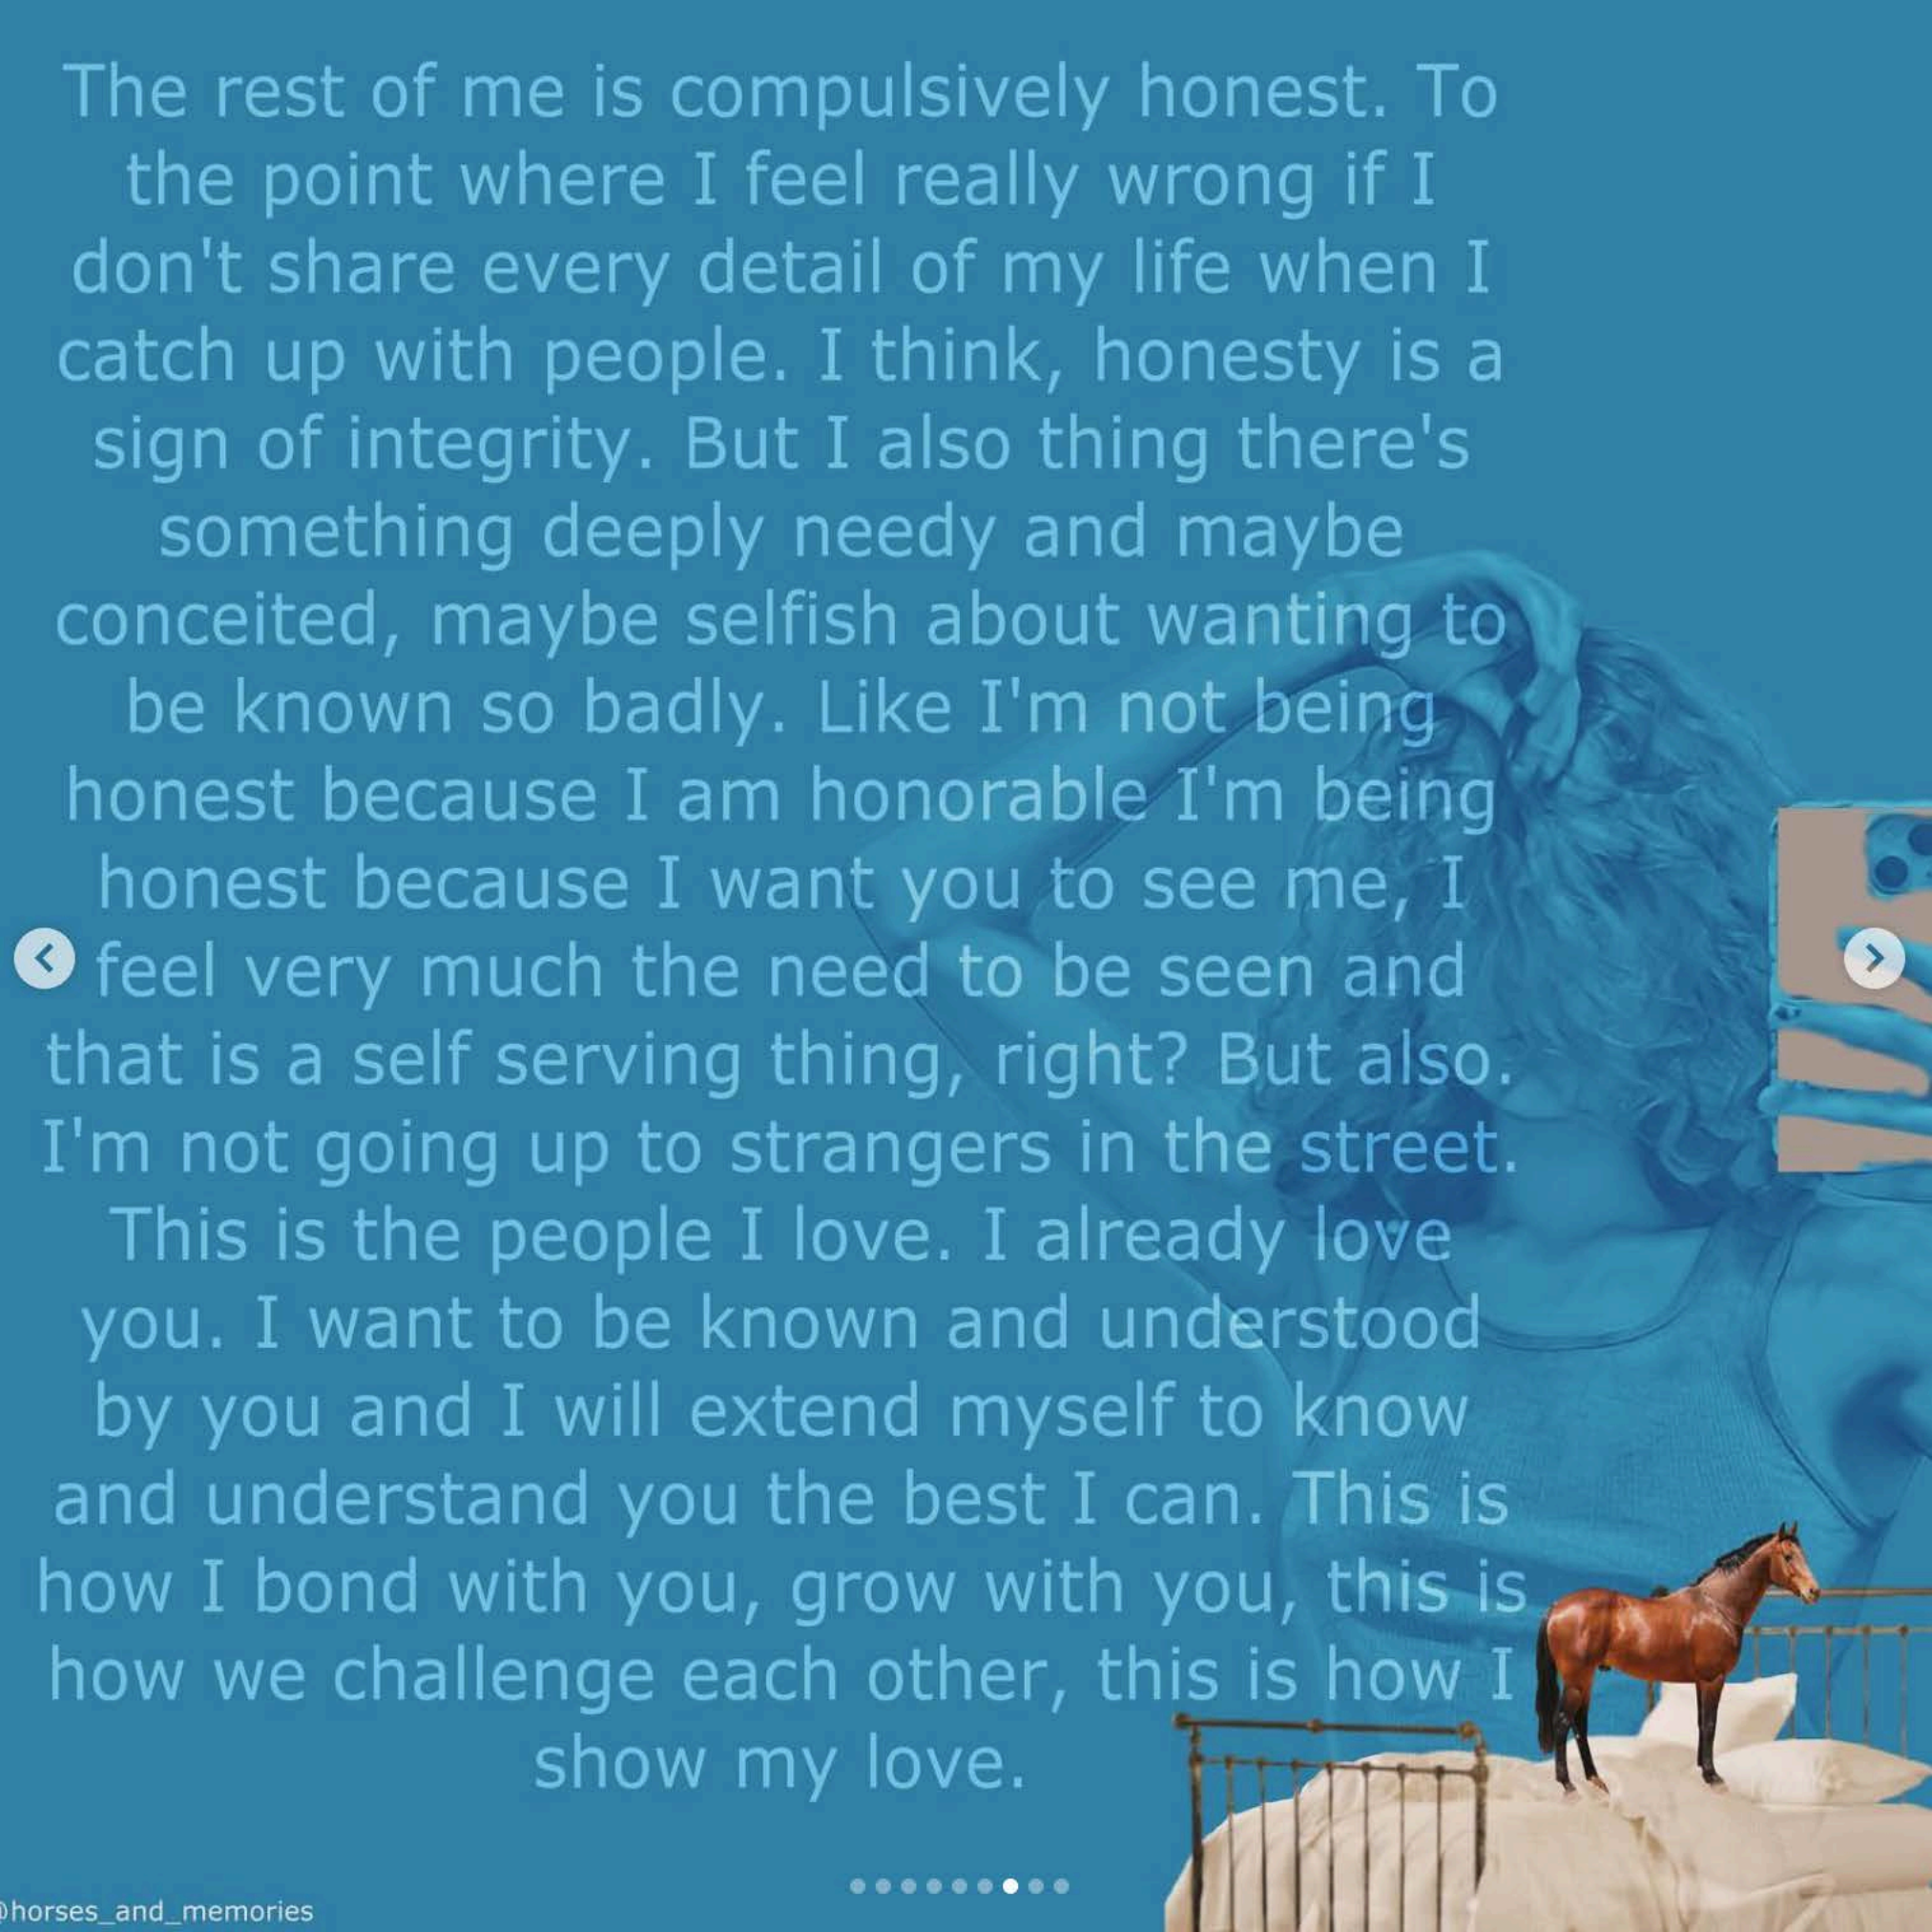 The rest of me is compulsively honest. To
the point where I feel really wrong if I
don't share every detail of my life when I
catch up with people. I think, honesty is a
sign of integrity. But I also thing there's
something deeply needy and maybe
conceited, maybe selfish about wanting to
be known so badly. Like I'm not being
honest because I am honorable I'm being
honest because I want you to see me, I
feel very much the need to be seen and
that is a self serving thing, right? But also.
I'm not going up to strangers in the street.
This is the people I love. I already love
you. I want to be known and understood
by you and I will extend myself to know
and understand you the best I can. This is
how I bond with you, grow with you, this is
how we challenge each other, this is how I
show my love.
@horses_and_memories